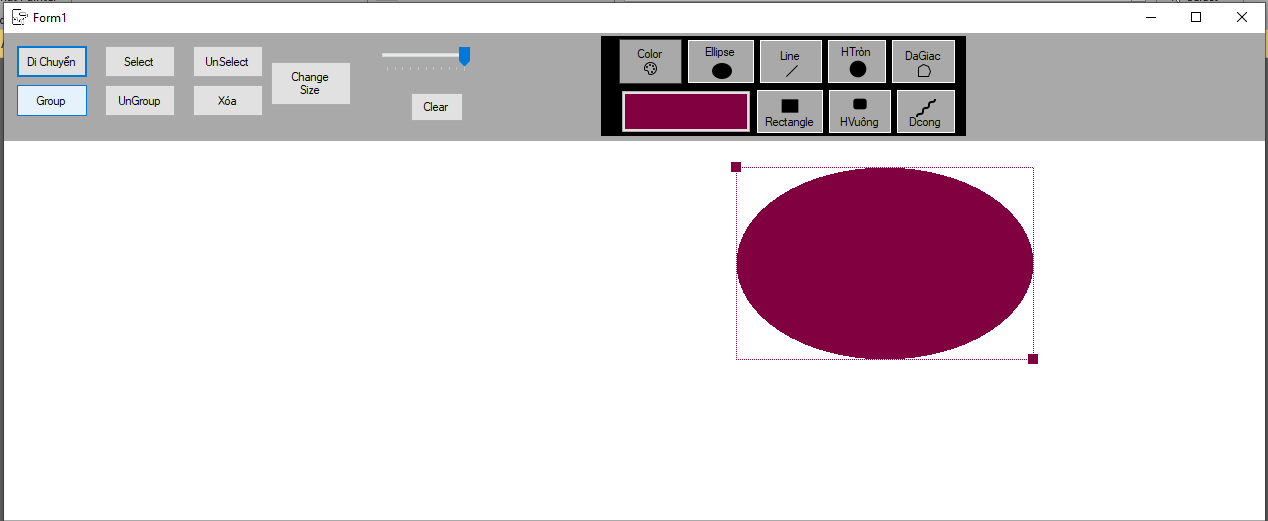 Form1
Di Chuyển
Select
UnSelect
Group
UnGroup
Xóa
Change
Size
Clear
Color
Ellipse
Line
HTròn
DaGiac
Rectangle
HVuông
Dcong